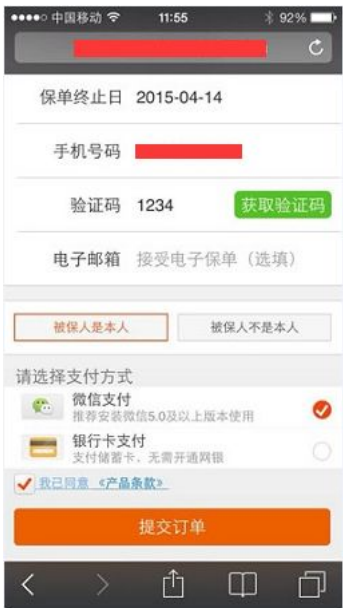 中国移动 11:55 92%
保单终止日 2015-04-14
手机号码
验证码 1234 获取验证码
电子邮箱 接受电子保单（选填）
被保人是本人 被保人不是本人
请选择支付方式
微信支付
推荐安装微信5.0及以上版本使用
银行卡支付
支付储蓄卡、无需开通网银
我已同意 《产品条款》
提交订单